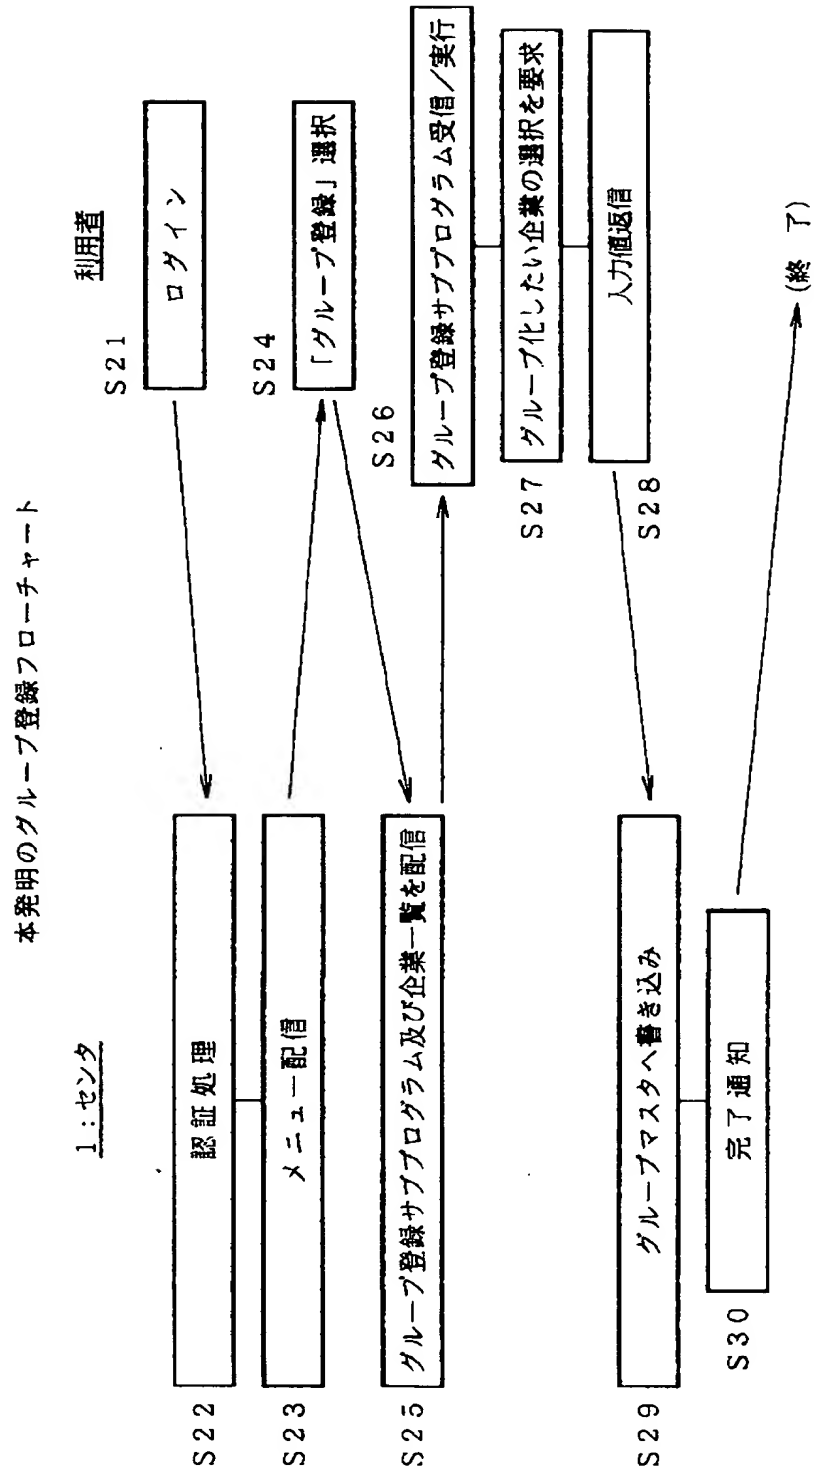 本発明のグループ登録フローチャート
1:センタ
利用者
S21
ログイン
S22
認証処理
S23
メニュー配信
S24
「グループ登録」選択
S25
グループ登録サブプログラム及び企業一覧を配信
S26
グループ登録サブプログラム受信/実行
S27
グループ化したい企業の選択を要求
S28
入力値返信
S29
グループマスタへ書き込み
S30
完了通知
(終 了)